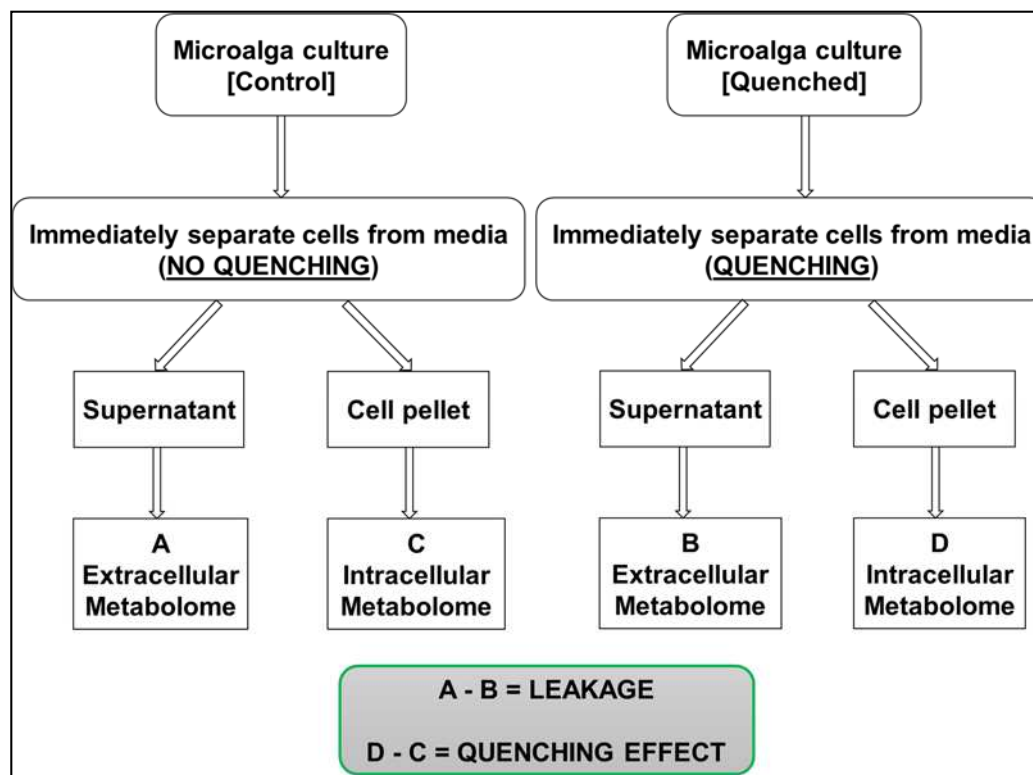 Microalga culture
[Control]
Microalga culture
[Quenched]
Immediately separate cells from media
(NO QUENCHING)
Immediately separate cells from media
(QUENCHING)
Supernatant
Cell pellet
Supernatant
Cell pellet
A
Extracellular
Metabolome
C
Intracellular
Metabolome
B
Extracellular
Metabolome
D
Intracellular
Metabolome
A - B = LEAKAGE
D - C = QUENCHING EFFECT